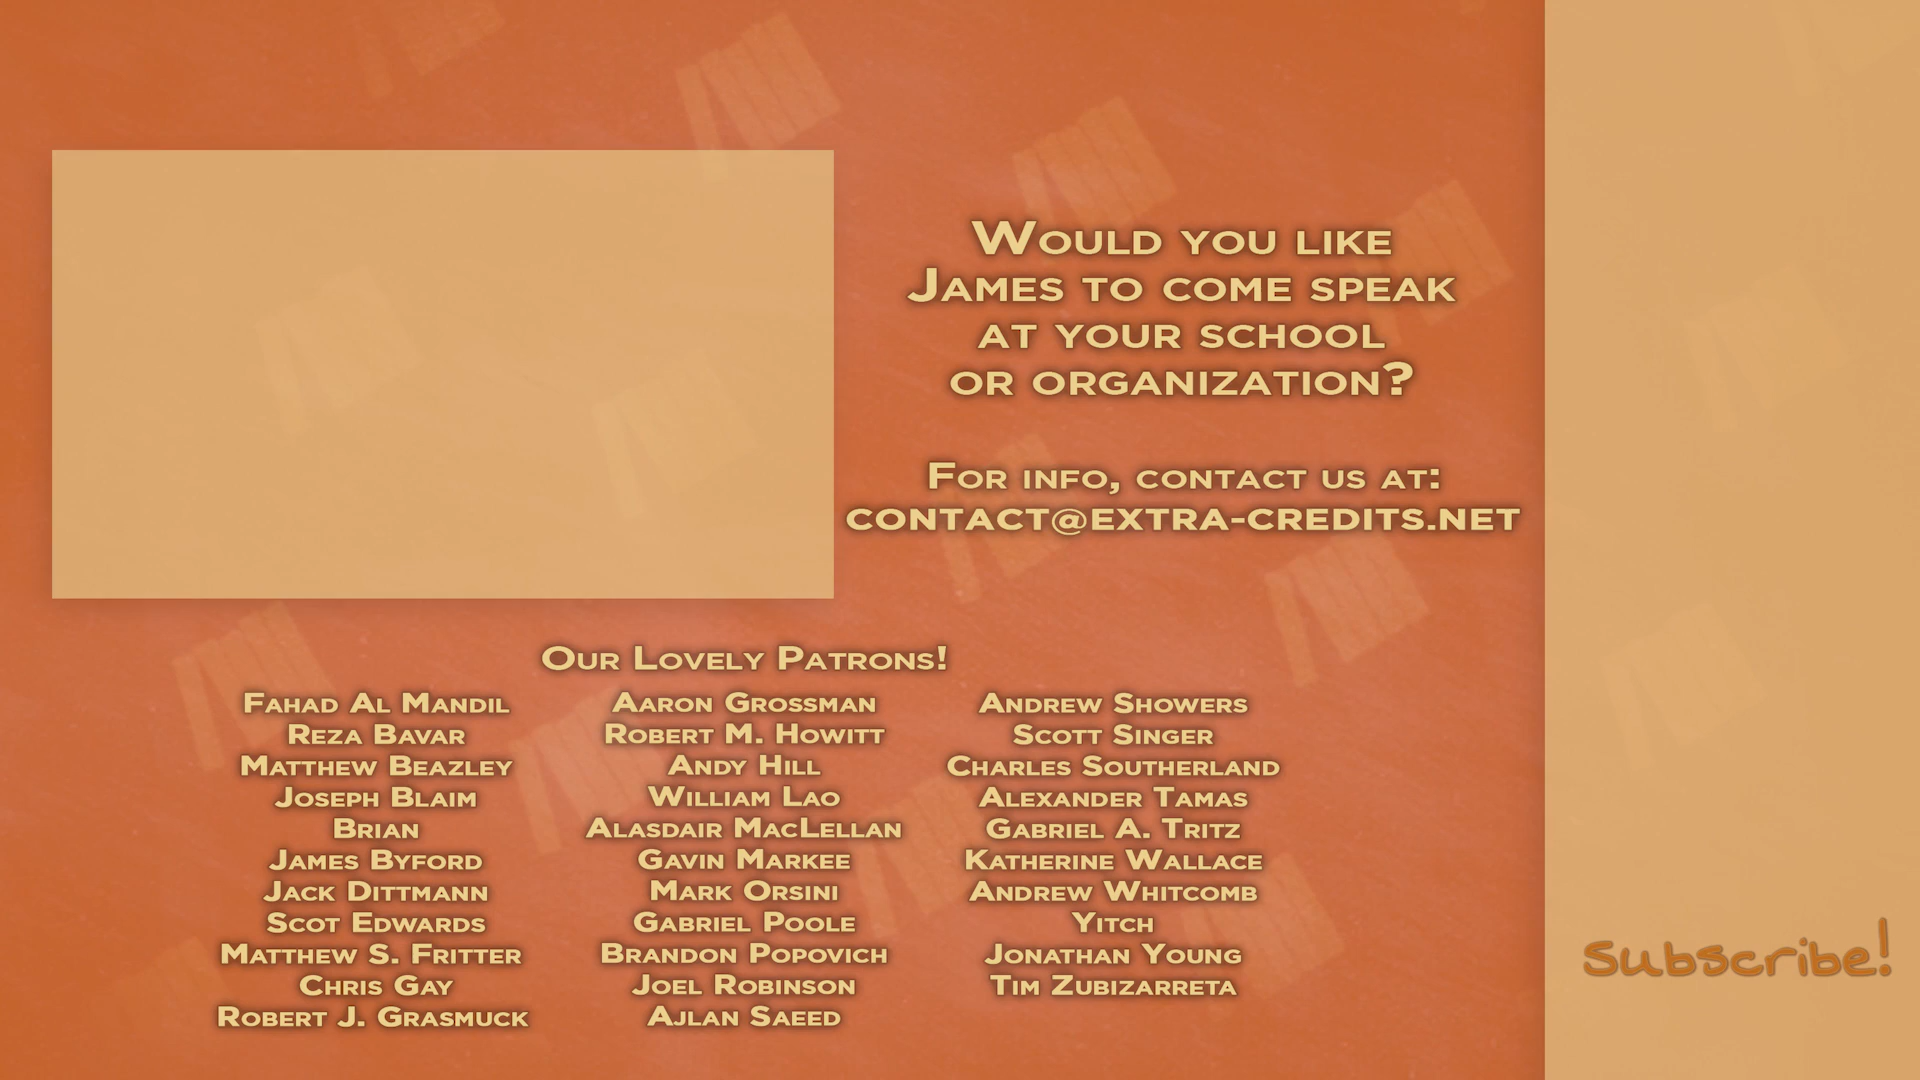 Would you like
James to come speak
at your school
or organization?
For info, contact us at:
contact@extra-credits.net
Our Lovely Patrons!
Fahad Al Mandil
Reza Bavar
Matthew Beazley
Joseph Blaim
Brian
James Byford
Jack Dittmann
Scot Edwards
Matthew S. Fritter
Chris Gay
Robert J. Grasmuck
Aaron Grossman
Robert M. Howitt
Andy Hill
William Lao
Alasdair MacLellan
Gavin Markee
Mark Orsini
Gabriel Poole
Brandon Popovich
Joel Robinson
Ajlan Saeed
Andrew Showers
Scott Singer
Charles Southerland
Alexander Tamas
Gabriel A. Tritz
Katherine Wallace
Andrew Whitcomb
Yitch
Jonathan Young
Tim Zubizarreta
Subscribe!